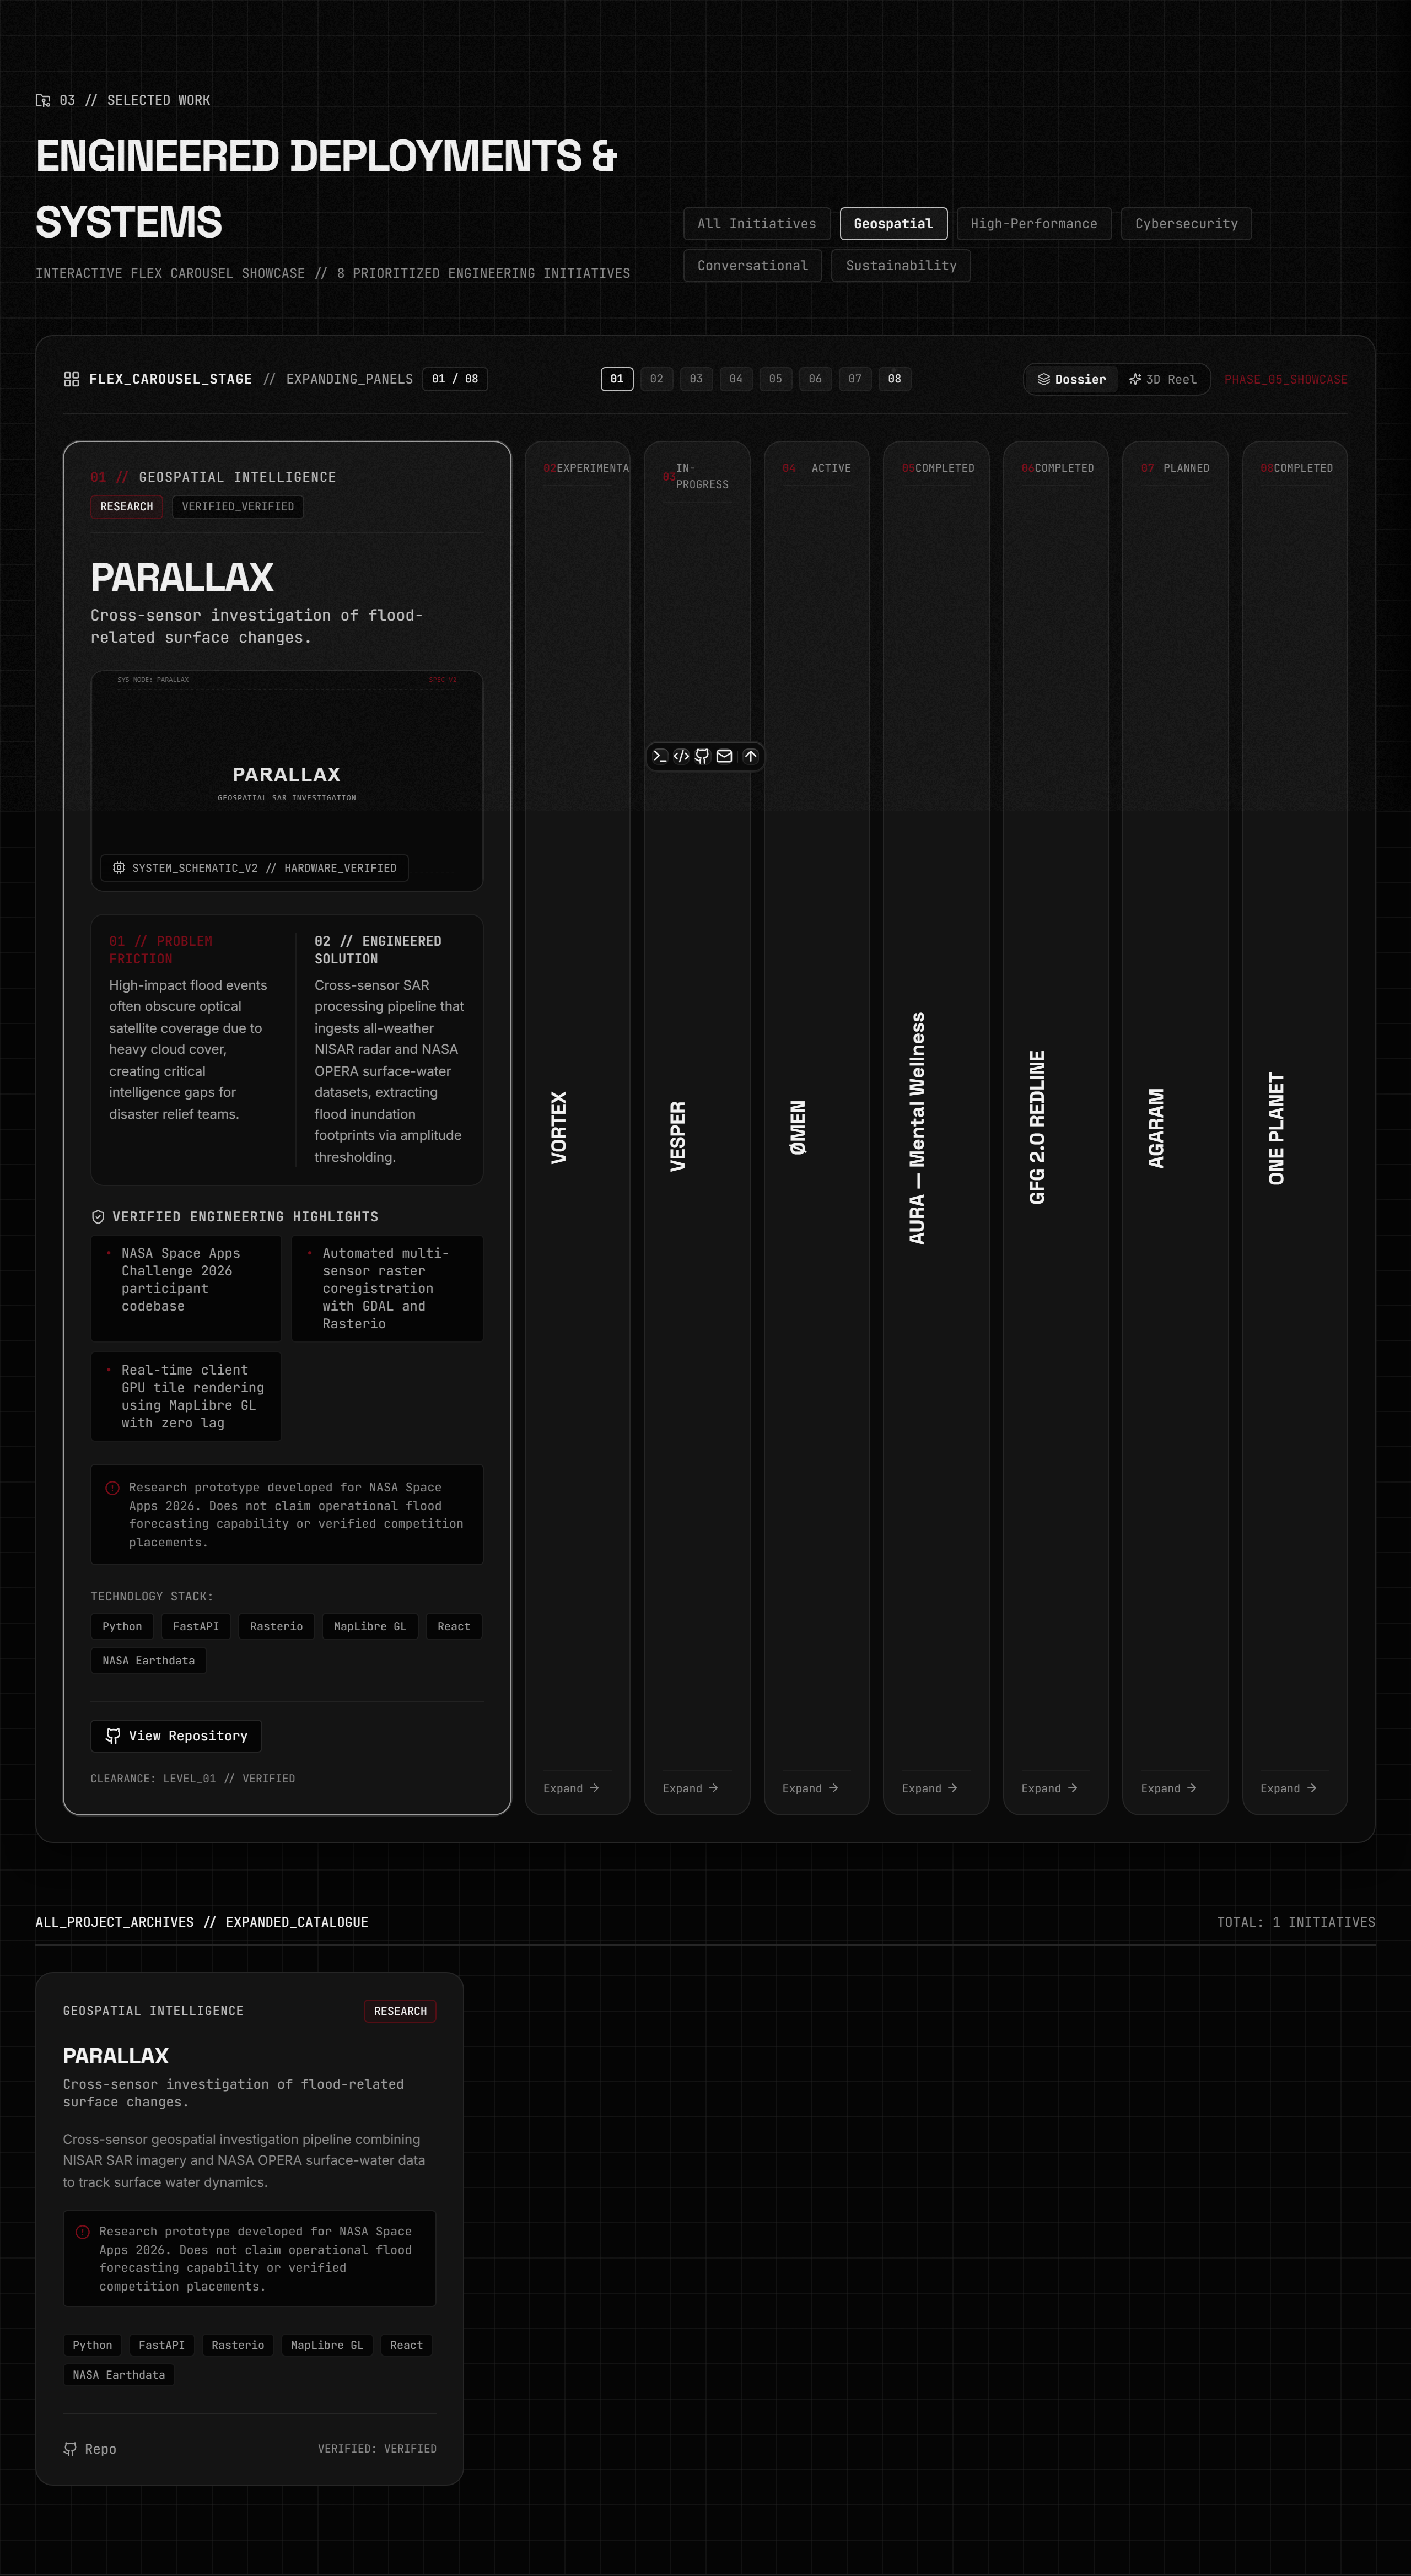 03 // SELECTED WORK
ENGINEERED DEPLOYMENTS &
SYSTEMS
INTERACTIVE FLEX CAROUSEL SHOWCASE // 8 PRIORITIZED ENGINEERING INITIATIVES
All Initiatives
Geospatial
High-Performance
Cybersecurity
Conversational
Sustainability
FLEX_CAROUSEL_STAGE // EXPANDING_PANELS 01 / 08
01 02 03 04 05 06 07 08
Dossier
3D Reel
PHASE_05_SHOWCASE
01 // GEOSPATIAL INTELLIGENCE
RESEARCH
VERIFIED_VERIFIED
PARALLAX
Cross-sensor investigation of flood-
related surface changes.
SYS_NODE: PARALLAX
SPEC_V2
PARALLAX
GEOSPATIAL SAR INVESTIGATION
SYSTEM_SCHEMATIC_V2 // HARDWARE_VERIFIED
01 // PROBLEM
FRICTION
High-impact flood events
often obscure optical
satellite coverage due to
heavy cloud cover,
creating critical
intelligence gaps for
disaster relief teams.
02 // ENGINEERED
SOLUTION
Cross-sensor SAR
processing pipeline that
ingests all-weather
NISAR radar and NASA
OPERA surface-water
datasets, extracting
flood inundation
footprints via amplitude
thresholding.
VERIFIED ENGINEERING HIGHLIGHTS
• NASA Space Apps
Challenge 2026
participant
codebase
• Automated multi-
sensor raster
coregistration
with GDAL and
Rasterio
• Real-time client
GPU tile rendering
using MapLibre GL
with zero lag
Research prototype developed for NASA Space
Apps 2026. Does not claim operational flood
forecasting capability or verified competition
placements.
TECHNOLOGY STACK:
Python
FastAPI
Rasterio
MapLibre GL
React
NASA Earthdata
View Repository
CLEARANCE: LEVEL_01 // VERIFIED
02 EXPERIMENTA
VORTEX
Expand →
03 IN-
PROGRESS
VESPER
Expand →
04 ACTIVE
ØMEN
Expand →
05 COMPLETED
AURA — Mental Wellness
Expand →
06 COMPLETED
GFG 2.0 REDLINE
Expand →
07 PLANNED
AGARAM
Expand →
08 COMPLETED
ONE PLANET
Expand →
ALL_PROJECT_ARCHIVES // EXPANDED_CATALOGUE
TOTAL: 1 INITIATIVES
GEOSPATIAL INTELLIGENCE
RESEARCH
PARALLAX
Cross-sensor investigation of flood-related
surface changes.
Cross-sensor geospatial investigation pipeline combining
NISAR SAR imagery and NASA OPERA surface-water data
to track surface water dynamics.
Research prototype developed for NASA Space
Apps 2026. Does not claim operational flood
forecasting capability or verified
competition placements.
Python
FastAPI
Rasterio
MapLibre GL
React
NASA Earthdata
Repo
VERIFIED: VERIFIED